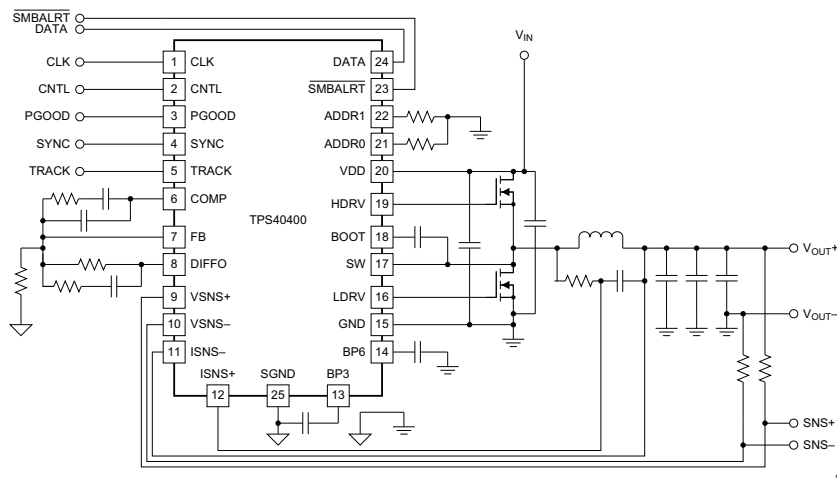 SMBALRT
DATA
V_IN
CLK
1
CLK
DATA
24
CNTL
2
CNTL
SMBALRT
23
PGOOD
3
PGOOD
ADDR1
22
SYNC
4
SYNC
ADDR0
21
TRACK
5
TRACK
VDD
20
6
COMP
HDRV
19
TPS40400
7
FB
BOOT
18
8
DIFFO
SW
17
V_OUT+
9
VSNS+
LDRV
16
10
VSNS–
GND
15
V_OUT–
11
ISNS–
BP6
14
ISNS+
SGND
BP3
12
25
13
SNS+
SNS–